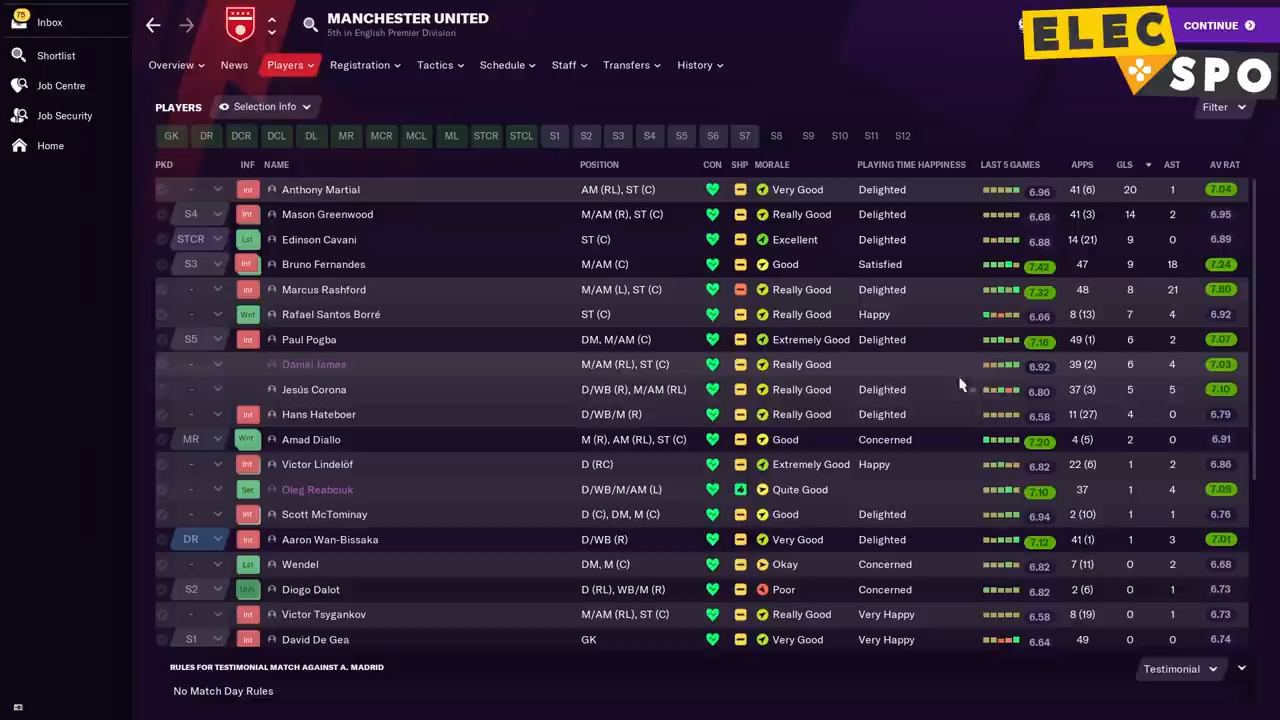 75
Inbox
MANCHESTER UNITED
5th in English Premier Division
CONTINUE
ELEC
SPO
Shortlist
Overview News Players Registration Tactics Schedule Staff Transfers History
Job Centre
PLAYERS Selection Info Filter
Job Security
GK DR DCR DCL DL MR MCR MCL ML STCR STCL S1 S2 S3 S4 S5 S6 S7 S8 S9 S10 S11 S12
Home
PKD INF NAME POSITION CON SHP MORALE PLAYING TIME HAPPINESS LAST 5 GAMES APPS GLS AST AV RAT
- Int Anthony Martial AM (RL), ST (C) Very Good Delighted 6.96 41 (6) 20 1 7.04
S4 Int Mason Greenwood M/AM (R), ST (C) Really Good Delighted 6.68 41 (3) 14 2 6.95
STCR Lst Edinson Cavani ST (C) Excellent Delighted 6.88 14 (21) 9 0 6.89
S3 Int Bruno Fernandes M/AM (C) Good Satisfied 7.42 47 9 18 7.24
- Int Marcus Rashford M/AM (L), ST (C) Really Good Delighted 7.32 48 8 21 7.60
- Wnt Rafael Santos Borré ST (C) Really Good Happy 6.66 8 (13) 7 4 6.92
S5 Int Paul Pogba DM, M/AM (C) Extremely Good Delighted 7.16 49 (1) 6 2 7.07
- Daniel James M/AM (RL), ST (C) Really Good 6.92 39 (2) 6 4 7.03
- Jesús Corona D/WB (R), M/AM (RL) Really Good Delighted 6.80 37 (3) 5 5 7.10
- Int Hans Hateboer D/WB/M (R) Really Good Delighted 6.58 11 (27) 4 0 6.79
MR Wnt Amad Diallo M (R), AM (RL), ST (C) Good Concerned 7.20 4 (5) 2 0 6.91
- Int Victor Lindelöf D (RC) Extremely Good Happy 6.82 22 (6) 1 2 6.86
- Set Oleg Reabciuk D/WB/M/AM (L) Quite Good 7.10 37 1 4 7.09
- Int Scott McTominay D (C), DM, M (C) Good Delighted 6.94 2 (10) 1 1 6.76
DR Int Aaron Wan-Bissaka D/WB (R) Very Good Delighted 7.12 41 (1) 1 3 7.01
- Lst Wendel DM, M (C) Okay Concerned 6.82 7 (11) 0 2 6.68
S2 Unh Diogo Dalot D (RL), WB/M (R) Poor Concerned 6.82 2 (6) 0 1 6.73
- Int Victor Tsygankov M/AM (RL), ST (C) Really Good Very Happy 6.58 8 (19) 0 1 6.73
S1 Int David De Gea GK Very Good Very Happy 6.64 49 0 0 6.74
RULES FOR TESTIMONIAL MATCH AGAINST A. MADRID
Testimonial
No Match Day Rules